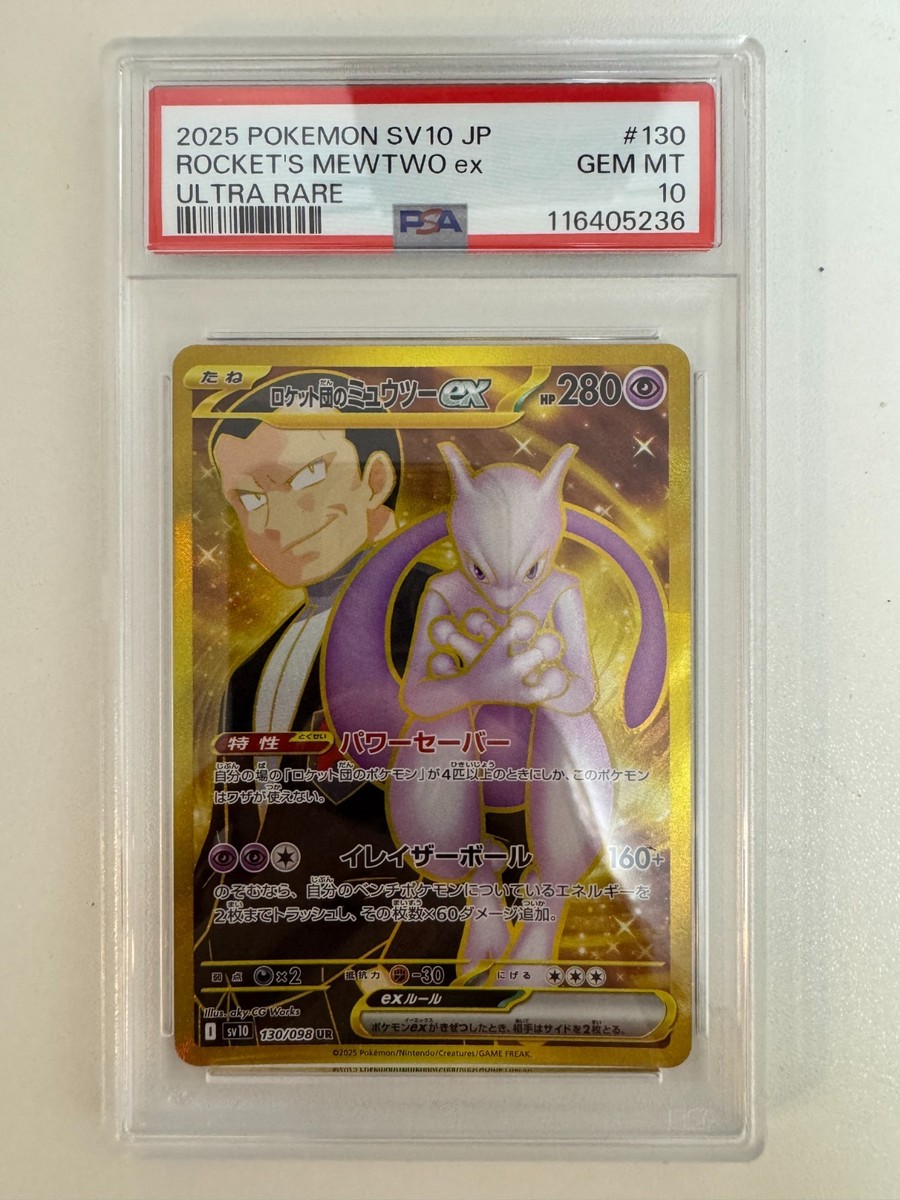 2025 POKEMON SV10 JP #130
ROCKET'S MEWTWO ex GEM MT
ULTRA RARE 10
PSA 116405236
たね ロケット団のミュウツーex HP280
特性 とくせい パワーセーバー
自分の場の「ロケット団のポケモン」が4匹以上のときにしか、このポケモン
はワザが使えない。
イレイザーボール 160+
のぞむなら、自分のベンチポケモンについているエネルギーを
2枚までトラッシュし、その枚数×60ダメージ追加。
弱点 ×2 抵抗力 -30 にげる
exルール
ポケモンexがきぜつしたとき、相手はサイドを2枚とる。
Illus. aky CG Works
I sv10 130/098 UR
©2025 Pokémon/Nintendo/Creatures/GAME FREAK.